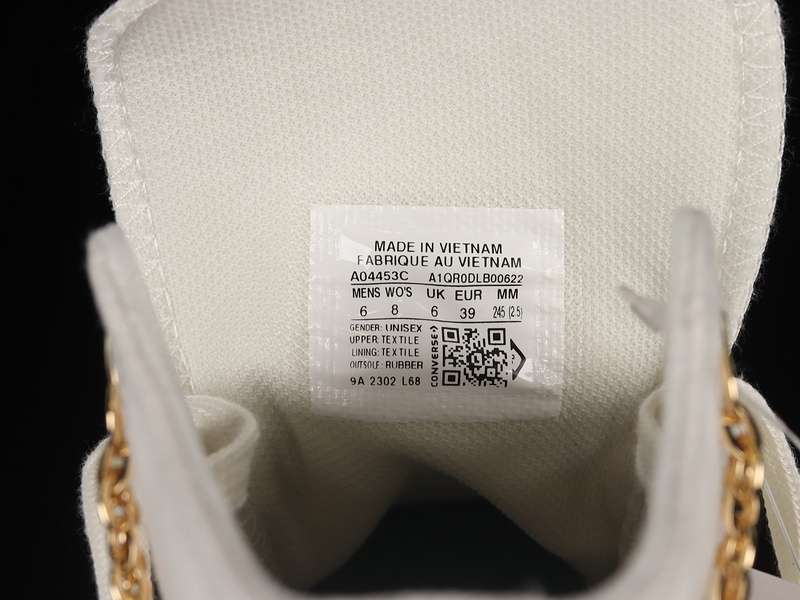 MADE IN VIETNAM
FABRIQUE AU VIETNAM
A04453C A1QR0DLB00622
MENS WO'S UK EUR MM
6 8 6 39 245 (2.5)
GENDER: UNISEX
UPPER: TEXTILE
LINING: TEXTILE
OUTSOLE: RUBBER
9A 2302 L68
CONVERSE